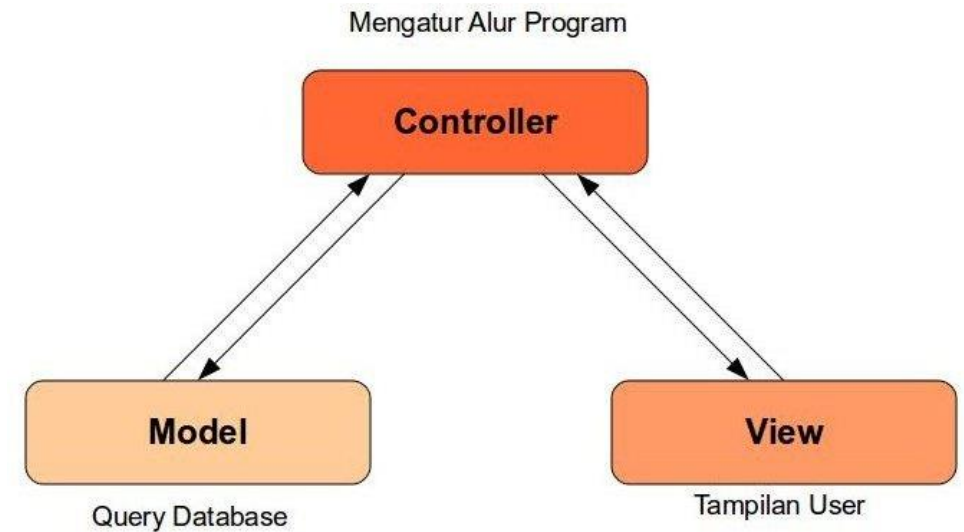 Mengatur Alur Program
Controller
Model
View
Query Database
Tampilan User